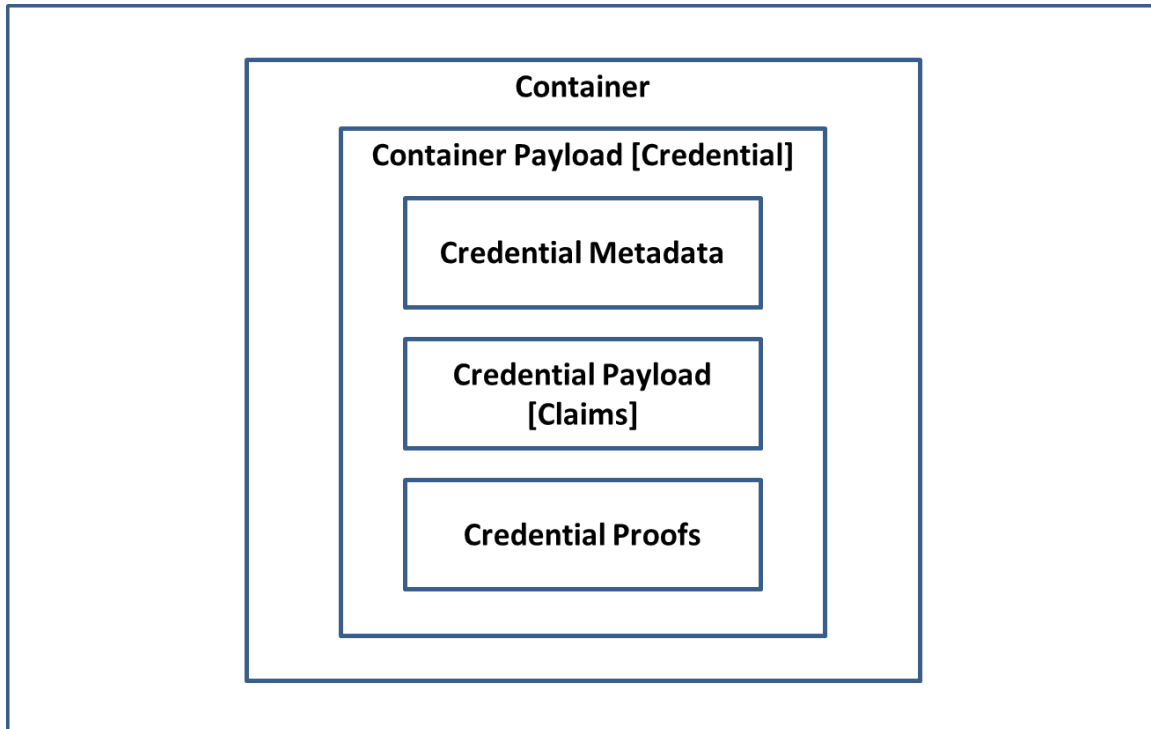 Container
Container Payload [Credential]
Credential Metadata
Credential Payload
[Claims]
Credential Proofs